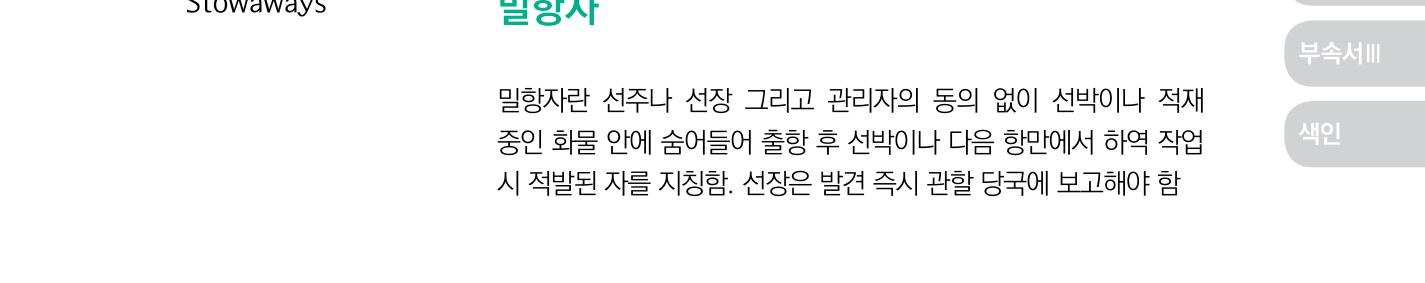 Stowaways
밀항자
밀항자란 선주나 선장 그리고 관리자의 동의 없이 선박이나 적재
중인 화물 안에 숨어들어 출항 후 선박이나 다음 항만에서 하역 작업
시 적발된 자를 지칭함. 선장은 발견 즉시 관할 당국에 보고해야 함
부속서Ⅲ
색인